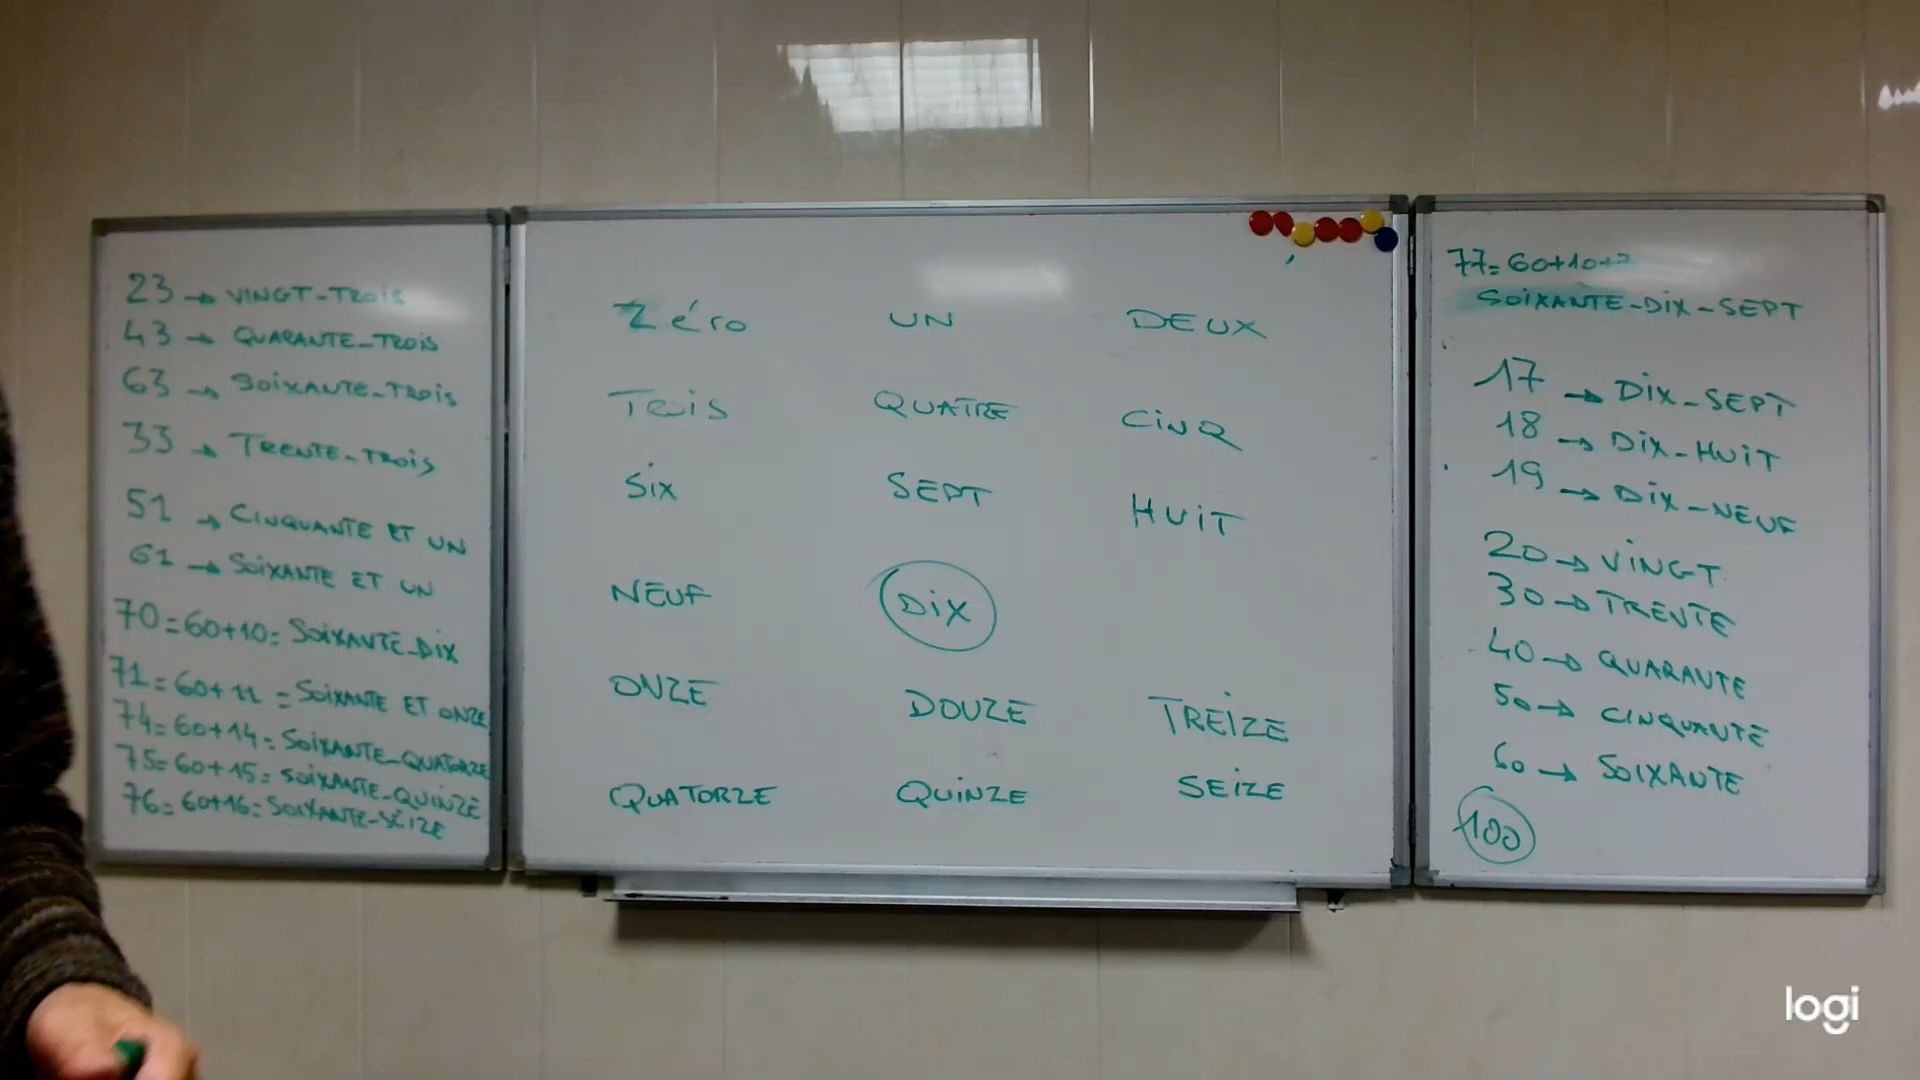 23 → VINGT-TROIS
43 → QUARANTE-TROIS
63 → SOIXANTE-TROIS
33 → TRENTE-TROIS
51 → CINQUANTE ET UN
61 → SOIXANTE ET UN
70=60+10= SOIXANTE-DIX
71=60+11= SOIXANTE ET ONZE
74=60+14= SOIXANTE-QUATORZE
75=60+15= SOIXANTE-QUINZE
76=60+16= SOIXANTE-SEIZE
Zéro UN DEUX
TROIS QUATRE CINQ
SIX SEPT HUIT
NEUF DIX
ONZE DOUZE TREIZE
QUATORZE QUINZE SEIZE
77=60+10+7
SOIXANTE-DIX-SEPT
17 → DIX-SEPT
18 → DIX-HUIT
19 → DIX-NEUF
20 → VINGT
30 → TRENTE
40 → QUARANTE
50 → CINQUANTE
60 → SOIXANTE
100
logi